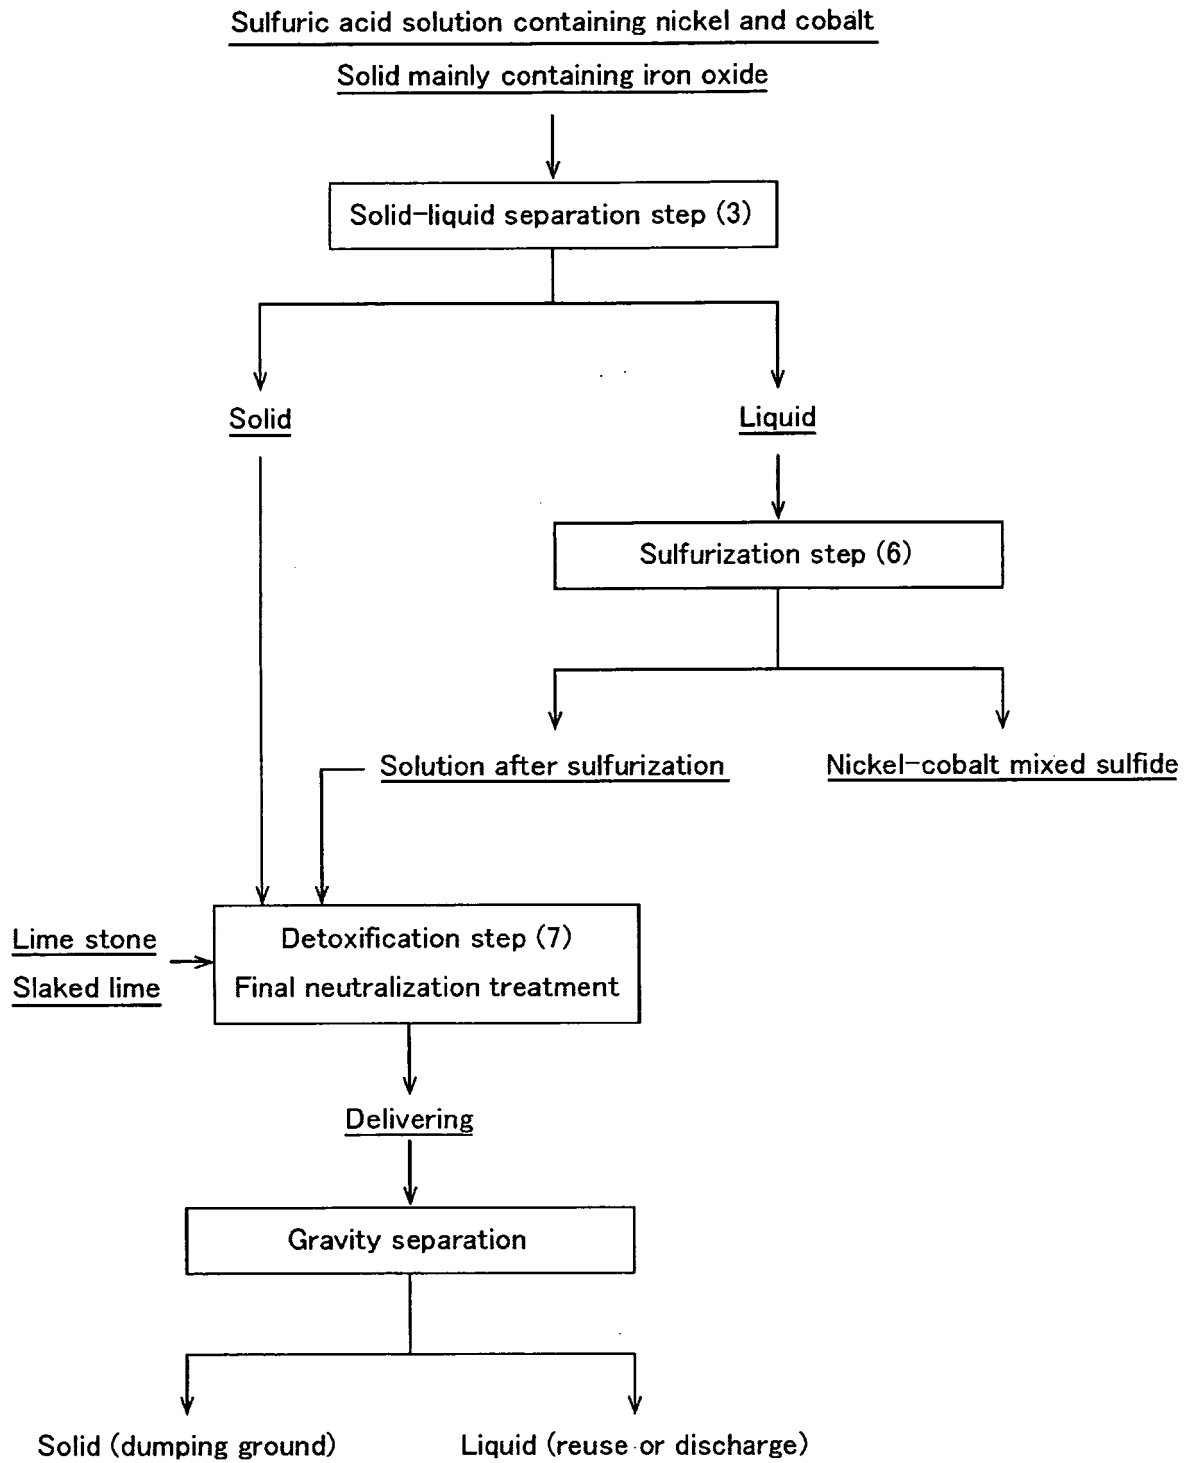 Sulfuric acid solution containing nickel and cobalt
Solid mainly containing iron oxide
Solid-liquid separation step (3)
Solid
Liquid
Sulfurization step (6)
Solution after sulfurization
Nickel-cobalt mixed sulfide
Lime stone
Slaked lime
Detoxification step (7)
Final neutralization treatment
Delivering
Gravity separation
Solid (dumping ground)
Liquid (reuse or discharge)